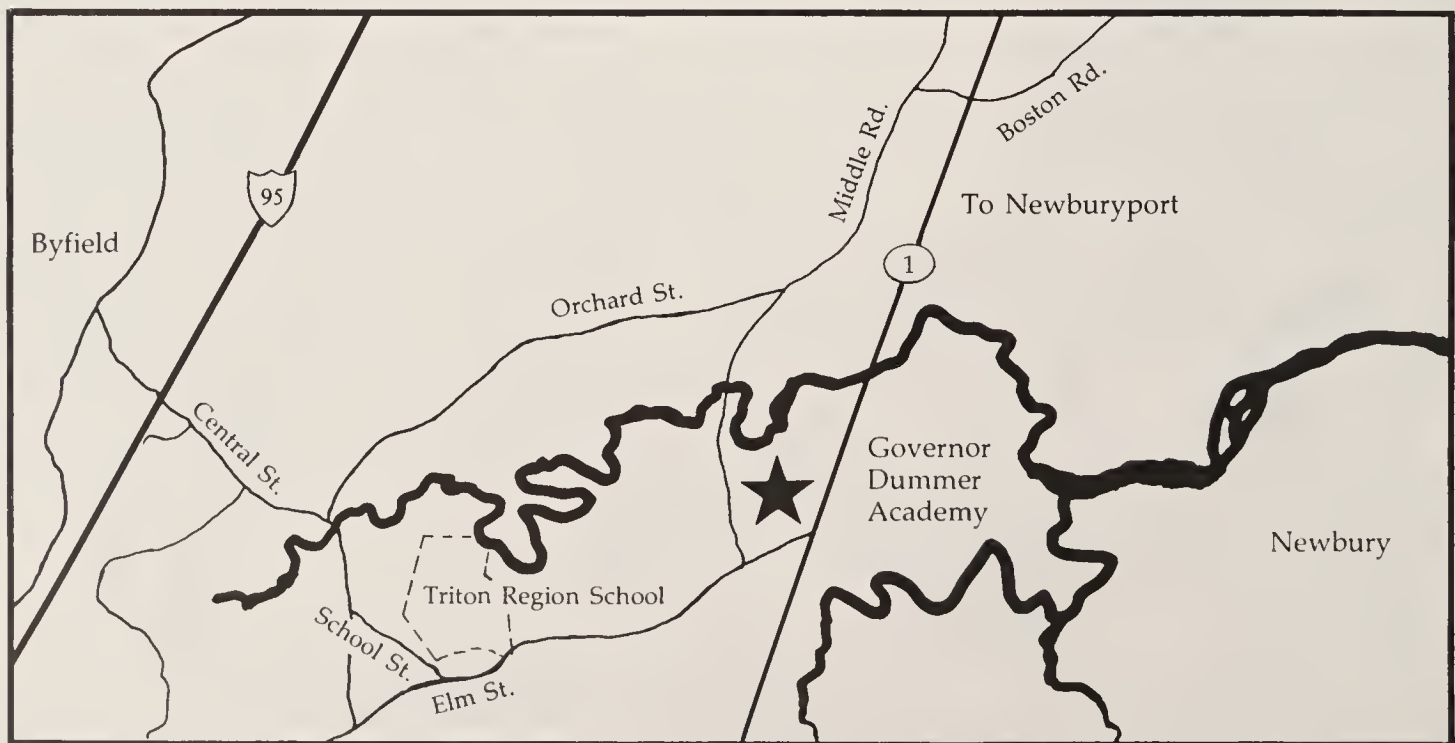 Boston Rd.
Middle Rd.
95
To Newburyport
Byfield
1
Orchard St.
Central St.
Governor
Dummer
Academy
Newbury
Triton Region School
School St.
Elm St.